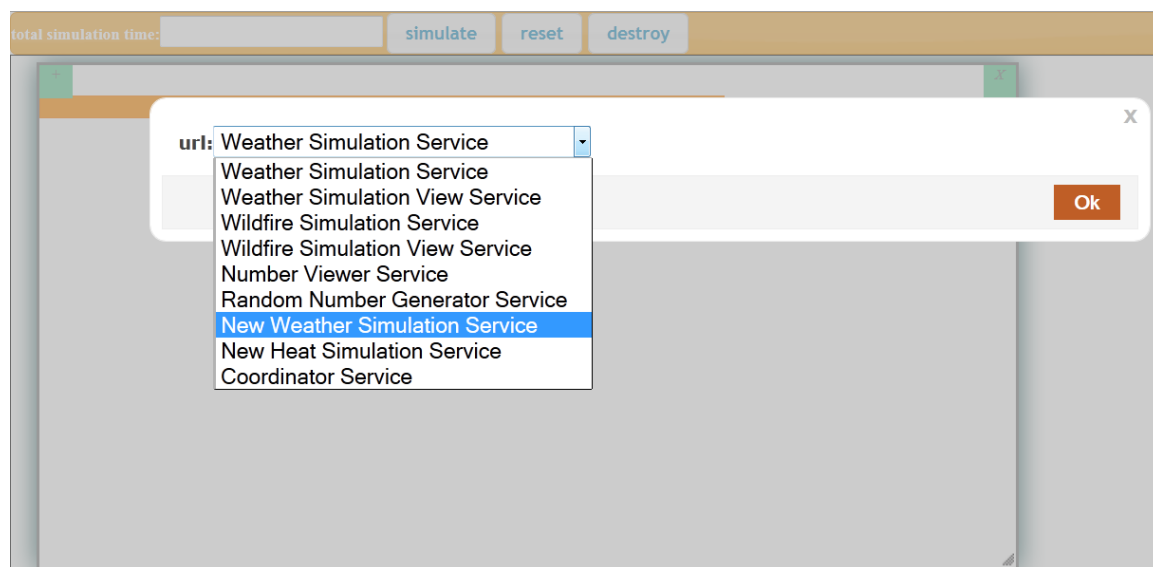 total simulation time: simulate reset destroy
- X
X
url: Weather Simulation Service
Weather Simulation Service
Weather Simulation View Service
Wildfire Simulation Service
Wildfire Simulation View Service
Number Viewer Service
Random Number Generator Service
New Weather Simulation Service
New Heat Simulation Service
Coordinator Service
Ok